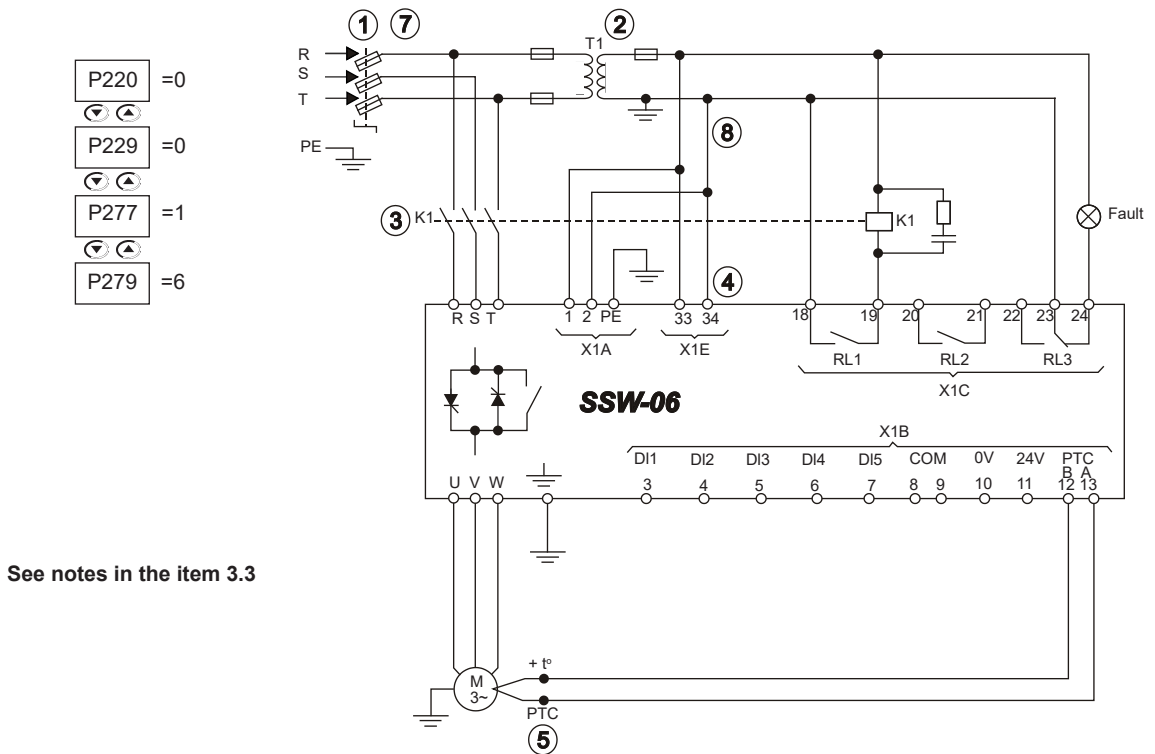 1 7 2
T1
R
S
T
PE
P220 =0
P229 =0
P277 =1
P279 =6
8
3 K1
K1
Fault
4
R S T 1 2 PE 33 34 18 19 20 21 22 23 24
X1A X1E RL1 RL2 RL3
X1C
SSW-06
X1B
DI1 DI2 DI3 DI4 DI5 COM 0V 24V PTC
B A
U V W 3 4 5 6 7 8 9 10 11 12 13
See notes in the item 3.3
M
3~
+ tº
PTC
5